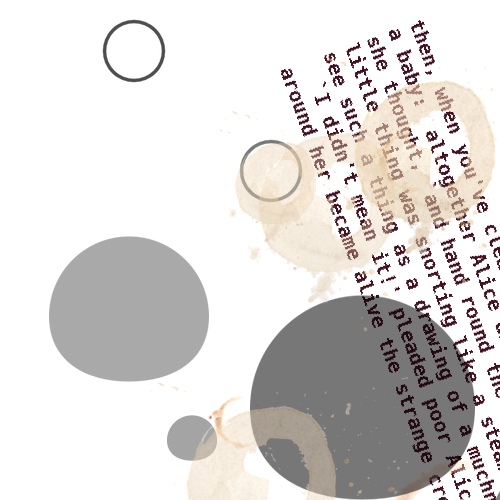 then, when you've cle
a baby: altogether Alice
she thought, `and hand round the
little thing was snorting like a stea
see such a thing as a drawing of a much
`I didn't mean it!' pleaded poor Alic
around her became alive the strange cr